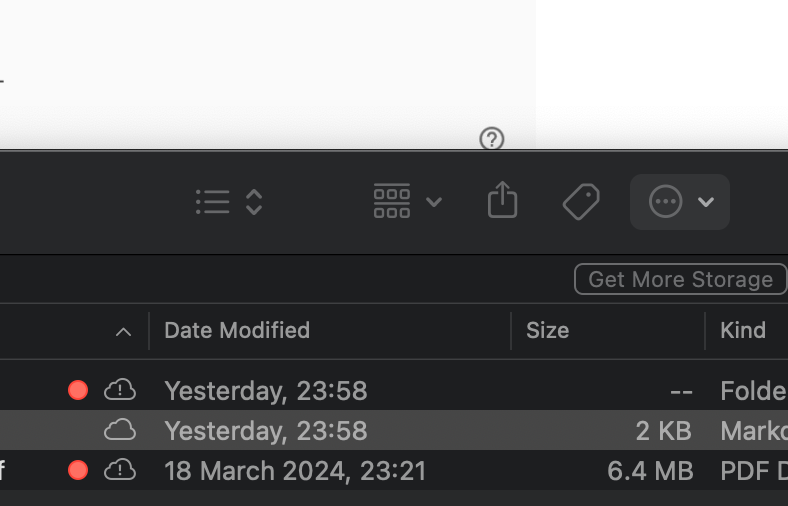 Get More Storage
Date Modified Size Kind
Yesterday, 23:58 -- Folde
Yesterday, 23:58 2 KB Markd
f 18 March 2024, 23:21 6.4 MB PDF D